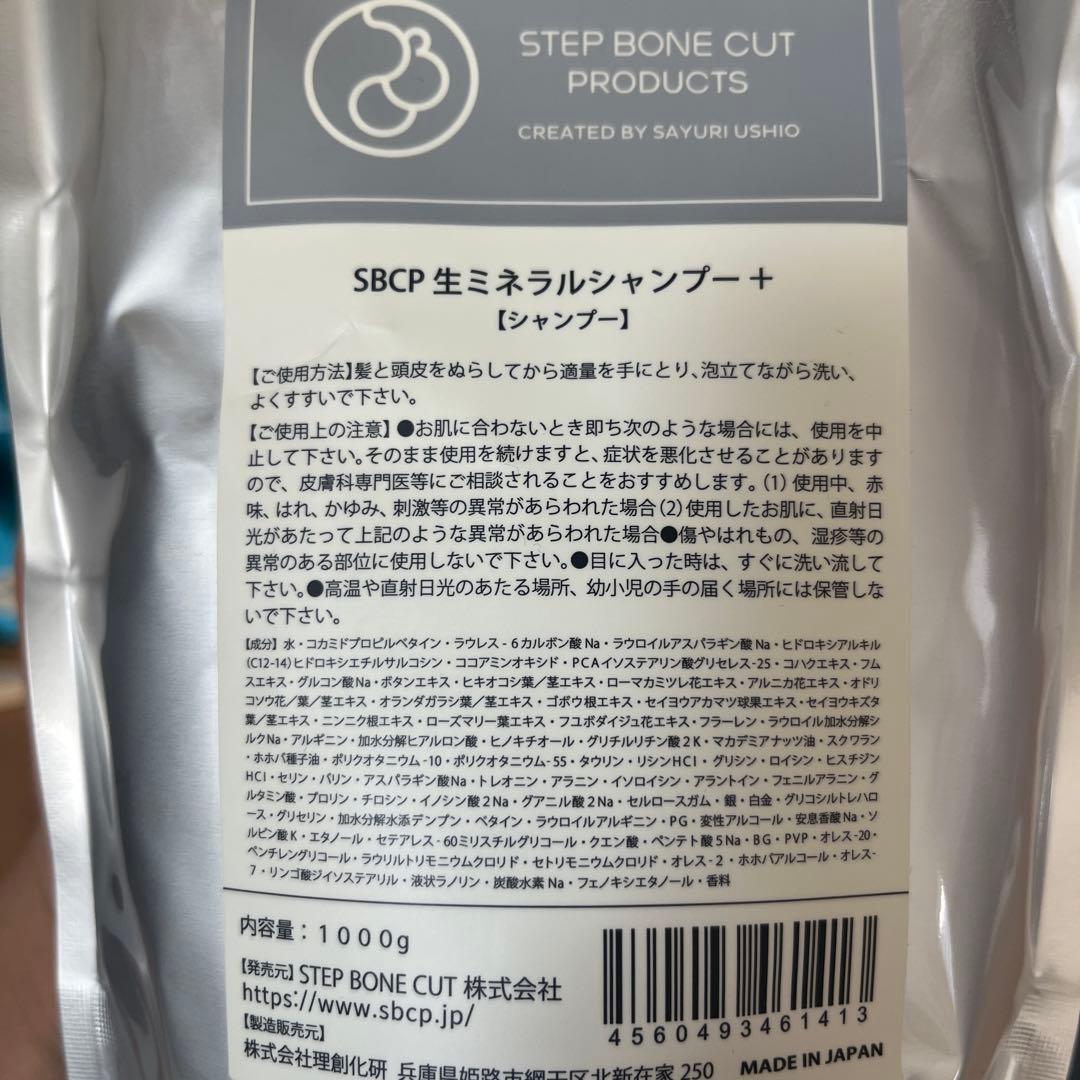 STEP BONE CUT
PRODUCTS
CREATED BY SAYURI USHIO
SBCP 生ミネラルシャンプー＋
【シャンプー】
【ご使用方法】髪と頭皮をぬらしてから適量を手にとり、泡立てながら洗い、
よくすすいで下さい。
【ご使用上の注意】●お肌に合わないとき即ち次のような場合には、使用を中
止して下さい。そのまま使用を続けますと、症状を悪化させることがあります
ので、皮膚科専門医等にご相談されることをおすすめします。(1)使用中、赤
味、はれ、かゆみ、刺激等の異常があらわれた場合(2)使用したお肌に、直射日
光があたって上記のような異常があらわれた場合●傷やはれもの、湿疹等の
異常のある部位に使用しないで下さい。●目に入った時は、すぐに洗い流して
下さい。●高温や直射日光のあたる場所、幼小児の手の届く場所には保管しな
いで下さい。
【成分】水・コカミドプロピルベタイン・ラウレス-6カルボン酸Na・ラウロイルアスパラギン酸Na・ヒドロキシアルキル
(C12-14)ヒドロキシエチルサルコシン・ココアミンオキシド・PCAイソステアリン酸グリセレス-25・コハクエキス・フム
スエキス・グルコン酸Na・ボタンエキス・ヒキオコシ葉/茎エキス・ローマカミツレ花エキス・アルニカ花エキス・オドリ
コソウ花/葉/茎エキス・オランダガラシ葉/茎エキス・ゴボウ根エキス・セイヨウアカマツ球果エキス・セイヨウキズタ
葉/茎エキス・ニンニク根エキス・ローズマリー葉エキス・フユボダイジュ花エキス・フラーレン・ラウロイル加水分解シ
ルクNa・アルギニン・加水分解ヒアルロン酸・ヒノキチオール・グリチルリチン酸2K・マカデミアナッツ油・スクワラン
・ホホバ種子油・ポリクオタニウム-10・ポリクオタニウム-55・タウリン・リシンHCI・グリシン・ロイシン・ヒスチジン
HCI・セリン・バリン・アスパラギン酸Na・トレオニン・アラニン・イソロイシン・アラントイン・フェニルアラニン・グ
ルタミン酸・プロリン・チロシン・イノシン酸2Na・グアニル酸2Na・セルロースガム・銀・白金・グリコシルトレハロ
ース・グリセリン・加水分解水添デンプン・ベタイン・ラウロイルアルギニン・PG・変性アルコール・安息香酸Na・ソ
ルビン酸K・エタノール・セテアレス-60ミリスチルグリコール・クエン酸・ペンテト酸5Na・BG・PVP・オレス-20・
ペンチレングリコール・ラウリルトリモニウムクロリド・セトリモニウムクロリド・オレス-2・ホホバアルコール・オレス-
7・リンゴ酸ジイソステアリル・液状ラノリン・炭酸水素Na・フェノキシエタノール・香料
内容量：1000g
【発売元】STEP BONE CUT 株式会社
https://www.sbcp.jp/
【製造販売元】
株式会社理創化研 兵庫県姫路市網干区北新在家250
4560493461413
MADE IN JAPAN